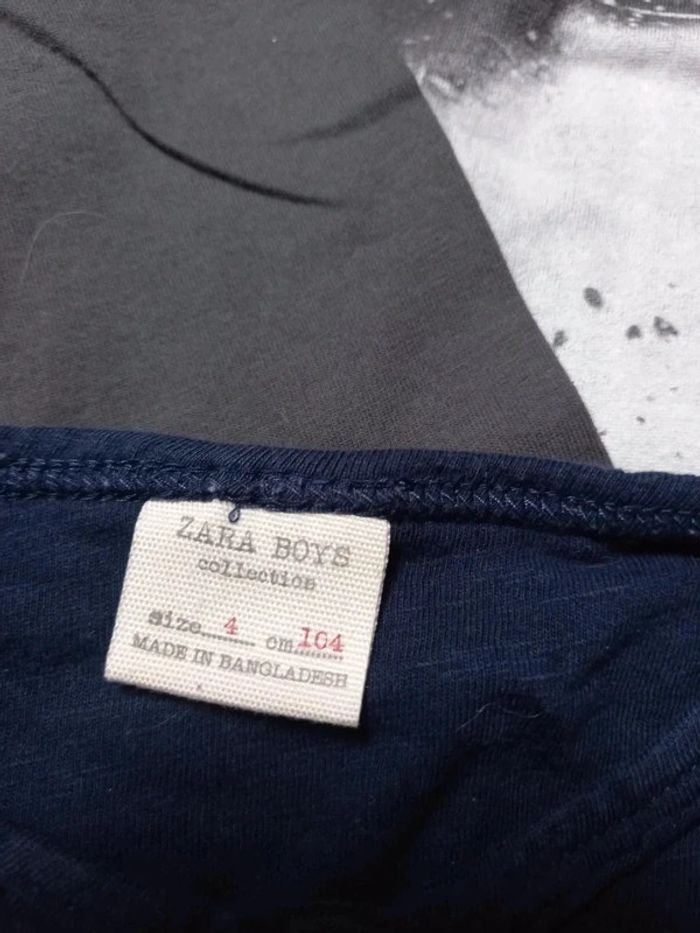 ZARA BOYS
collection
size 4 cm 104
MADE IN BANGLADESH